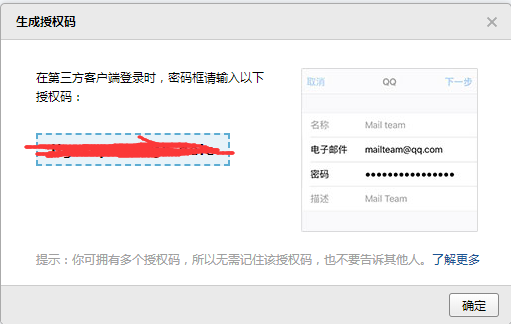 生成授权码
在第三方客户端登录时，密码框请输入以下
授权码：
取消 QQ 下一步
名称 Mail team
电子邮件 mailteam@qq.com
密码 ●●●●●●●●●●●●●●●●
描述 Mail Team
提示：你可拥有多个授权码，所以无需记住该授权码，也不要告诉其他人。了解更多
确定